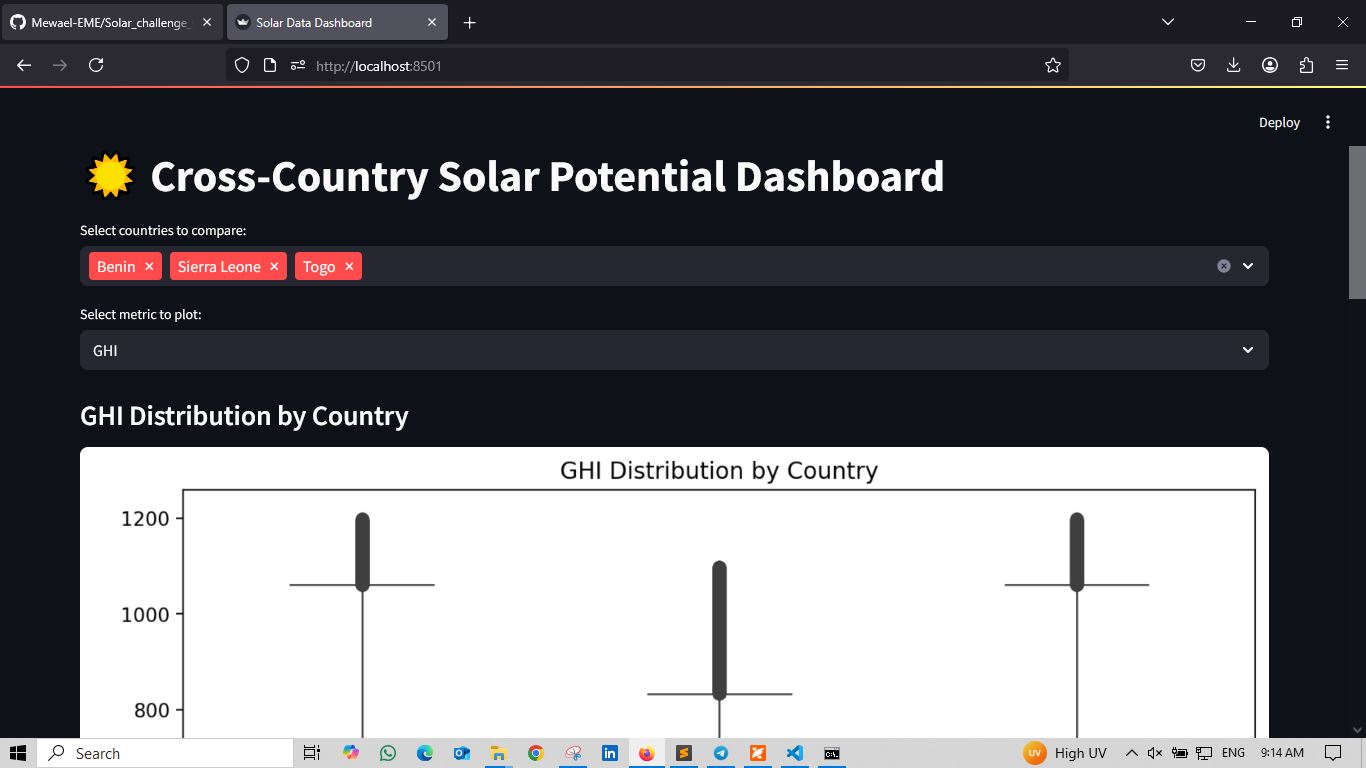 Mewael-EME/Solar_challenge_
Solar Data Dashboard
http://localhost:8501
Deploy
Cross-Country Solar Potential Dashboard
Select countries to compare:
Benin Sierra Leone Togo
Select metric to plot:
GHI
GHI Distribution by Country
GHI Distribution by Country
1200
1000
800
Search
UV High UV ENG 9:14 AM